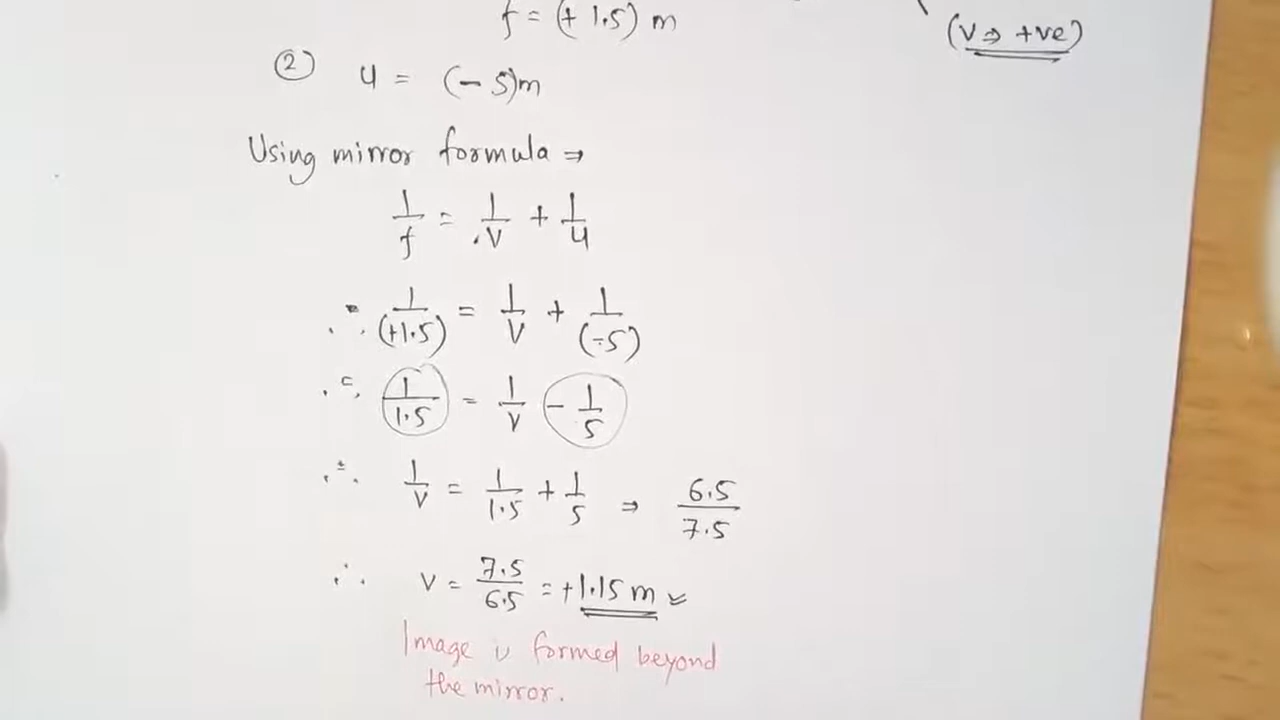 f = (+ 1.5) m
(v ⇒ +ve)
② u = (- 5)m
Using mirror formula ⇒
1/f = 1/v + 1/u
∴ 1/(+1.5) = 1/v + 1/(-5)
∴ 1/1.5 = 1/v - 1/5
∴ 1/v = 1/1.5 + 1/5 ⇒ 6.5/7.5
∴ v = 7.5/6.5 = +1.15 m
Image is formed beyond
the mirror.